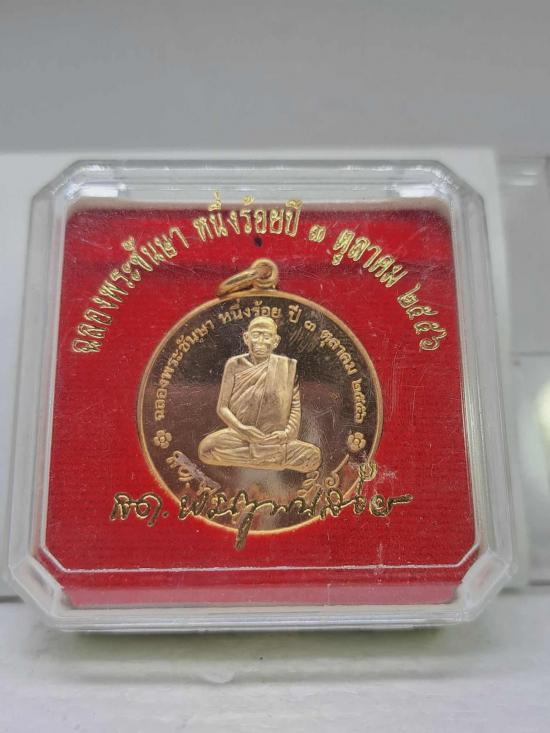 ฉลองพระชันษา หนึ่งร้อยปี ๓ ตุลาคม ๒๕๕๖
ฉลองพระชันษา หนึ่งร้อย ปี ๓ ตุลาคม ๒๕๕๖